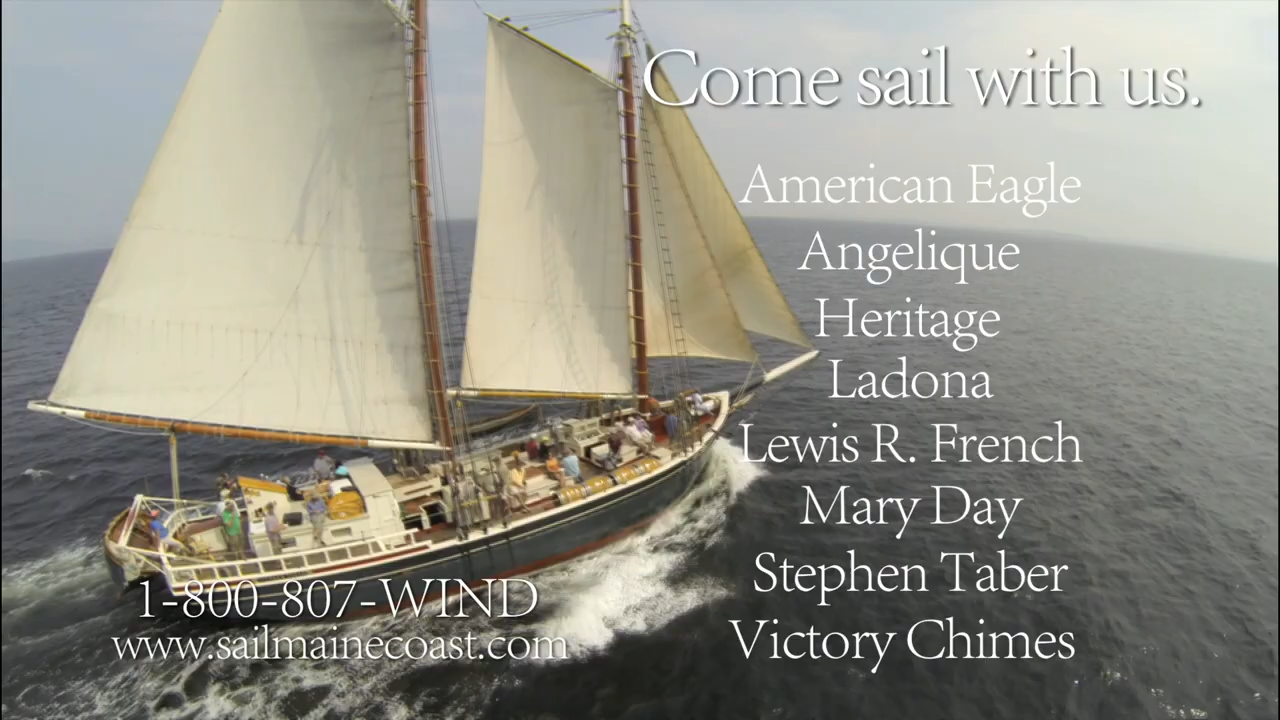 Come sail with us.
American Eagle
Angelique
Heritage
Ladona
Lewis R. French
Mary Day
Stephen Taber
Victory Chimes
1-800-807-WIND
www.sailmainecoast.com